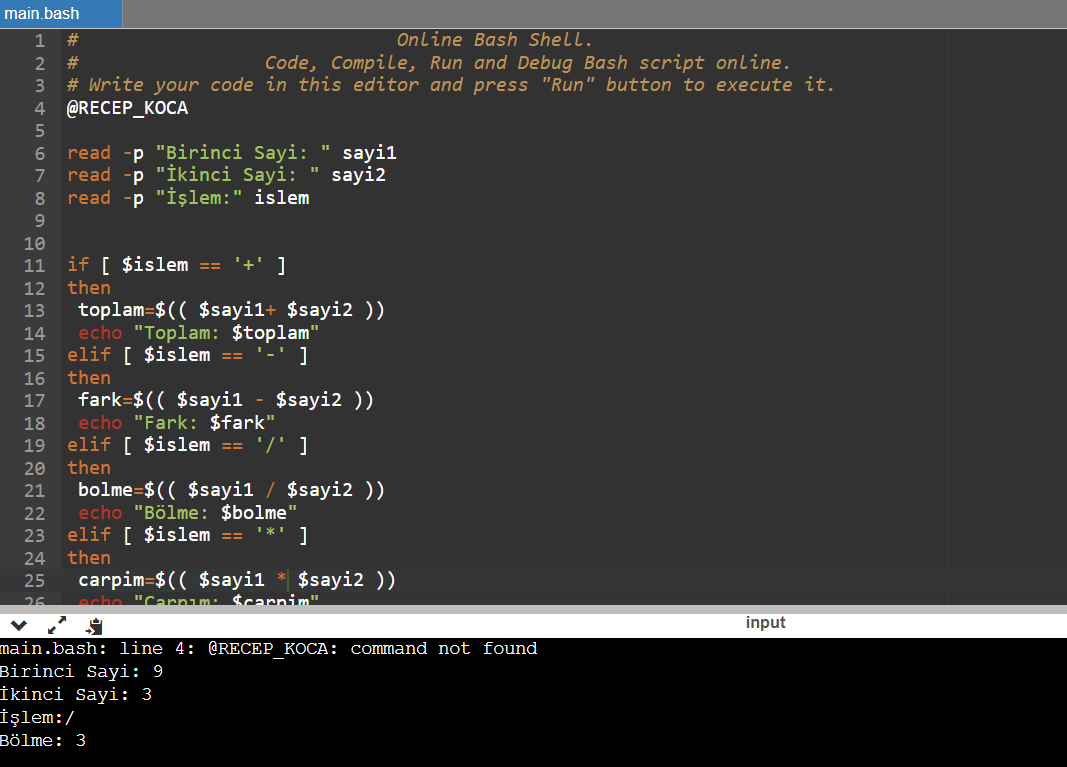 main.bash
1 # Online Bash Shell.
2 # Code, Compile, Run and Debug Bash script online.
3 # Write your code in this editor and press "Run" button to execute it.
4 @RECEP_KOCA
5
6 read -p "Birinci Sayi: " sayi1
7 read -p "İkinci Sayi: " sayi2
8 read -p "İşlem:" islem
9
10
11 if [ $islem == '+' ]
12 then
13 toplam=$(( $sayi1+ $sayi2 ))
14 echo "Toplam: $toplam"
15 elif [ $islem == '-' ]
16 then
17 fark=$(( $sayi1 - $sayi2 ))
18 echo "Fark: $fark"
19 elif [ $islem == '/' ]
20 then
21 bolme=$(( $sayi1 / $sayi2 ))
22 echo "Bölme: $bolme"
23 elif [ $islem == '*' ]
24 then
25 carpim=$(( $sayi1 * $sayi2 ))
26 echo "Carpım: $carpim"
input
main.bash: line 4: @RECEP_KOCA: command not found
Birinci Sayi: 9
İkinci Sayi: 3
İşlem:/
Bölme: 3